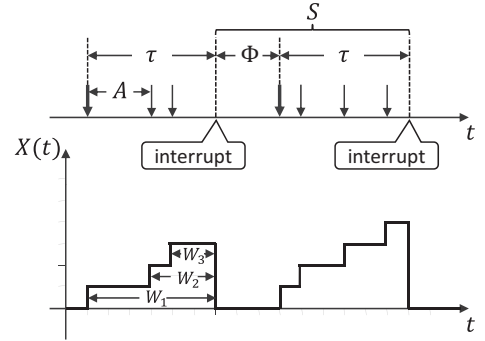 S
τ Φ τ
A
t
interrupt interrupt
X(t)
W₃
W₂
W₁
t